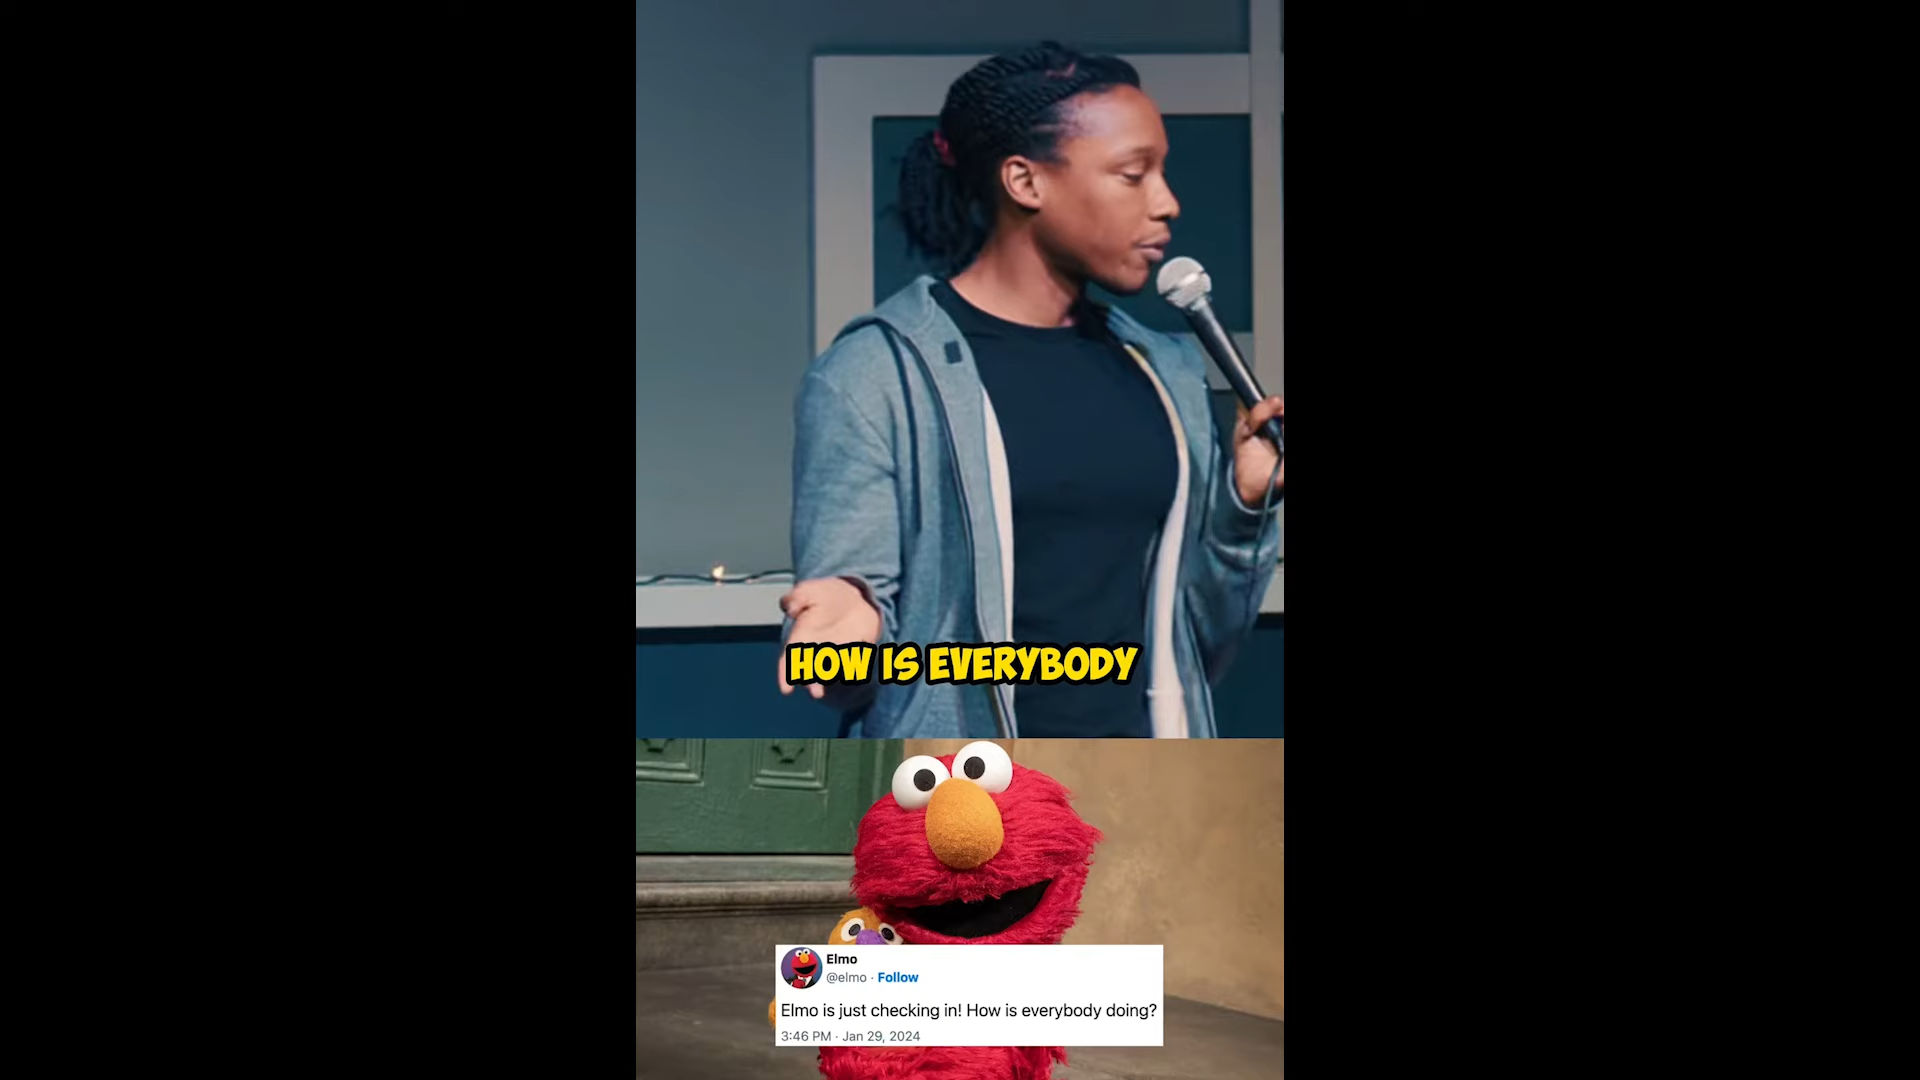 HOW IS EVERYBODY
Elmo
@elmo · Follow
Elmo is just checking in! How is everybody doing?
3:46 PM · Jan 29, 2024